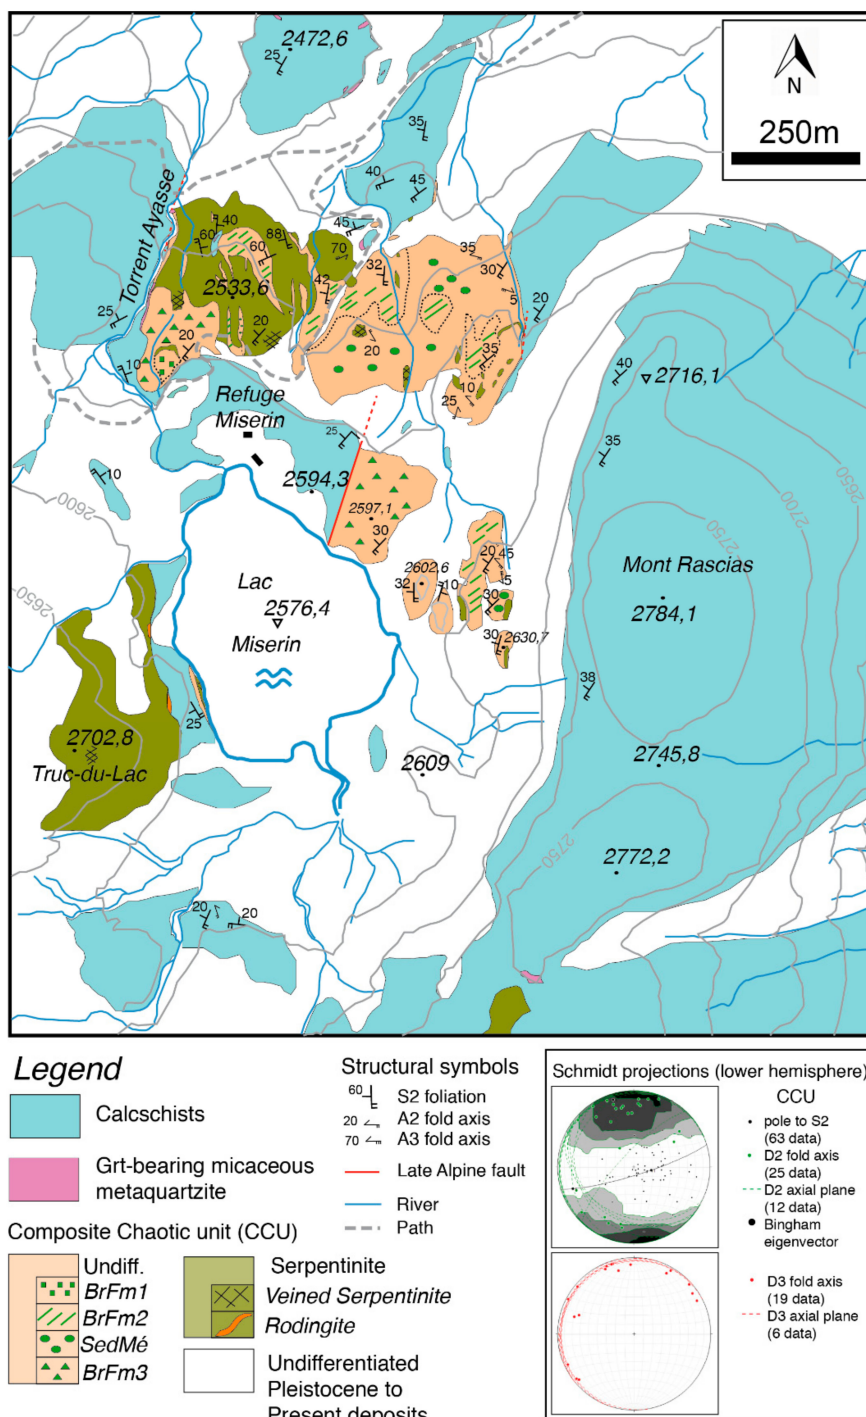 2472,6
25
N
250m
35
40
45
Torrent Ayasse
45
40
60
88
60
70
35
32
30
42
2533,6
5
20
25
20
20
20
35
10
40
2716,1
10
25
Refuge
Miserin
25
35
2594,3
2597,1
30
10
2600
2650
2700
2650
2750
Lac
2576,4
Miserin
2602,6
20
45
32
10
5
30
Mont Rascias
2784,1
30
2630,7
2650
38
25
2702,8
Truc-du-Lac
2609
2745,8
2750
2772,2
20
20
Legend
Calcschists
Grt-bearing micaceous
metaquartzite
Composite Chaotic unit (CCU)
Undiff.
BrFm1
BrFm2
SedMé
BrFm3
Structural symbols
60
S2 foliation
20
A2 fold axis
70
A3 fold axis
Late Alpine fault
River
Path
Serpentinite
Veined Serpentinite
Rodingite
Undifferentiated
Pleistocene to
Present deposits
Schmidt projections (lower hemisphere)
CCU
pole to S2
(63 data)
D2 fold axis
(25 data)
D2 axial plane
(12 data)
Bingham
eigenvector
D3 fold axis
(19 data)
D3 axial plane
(6 data)